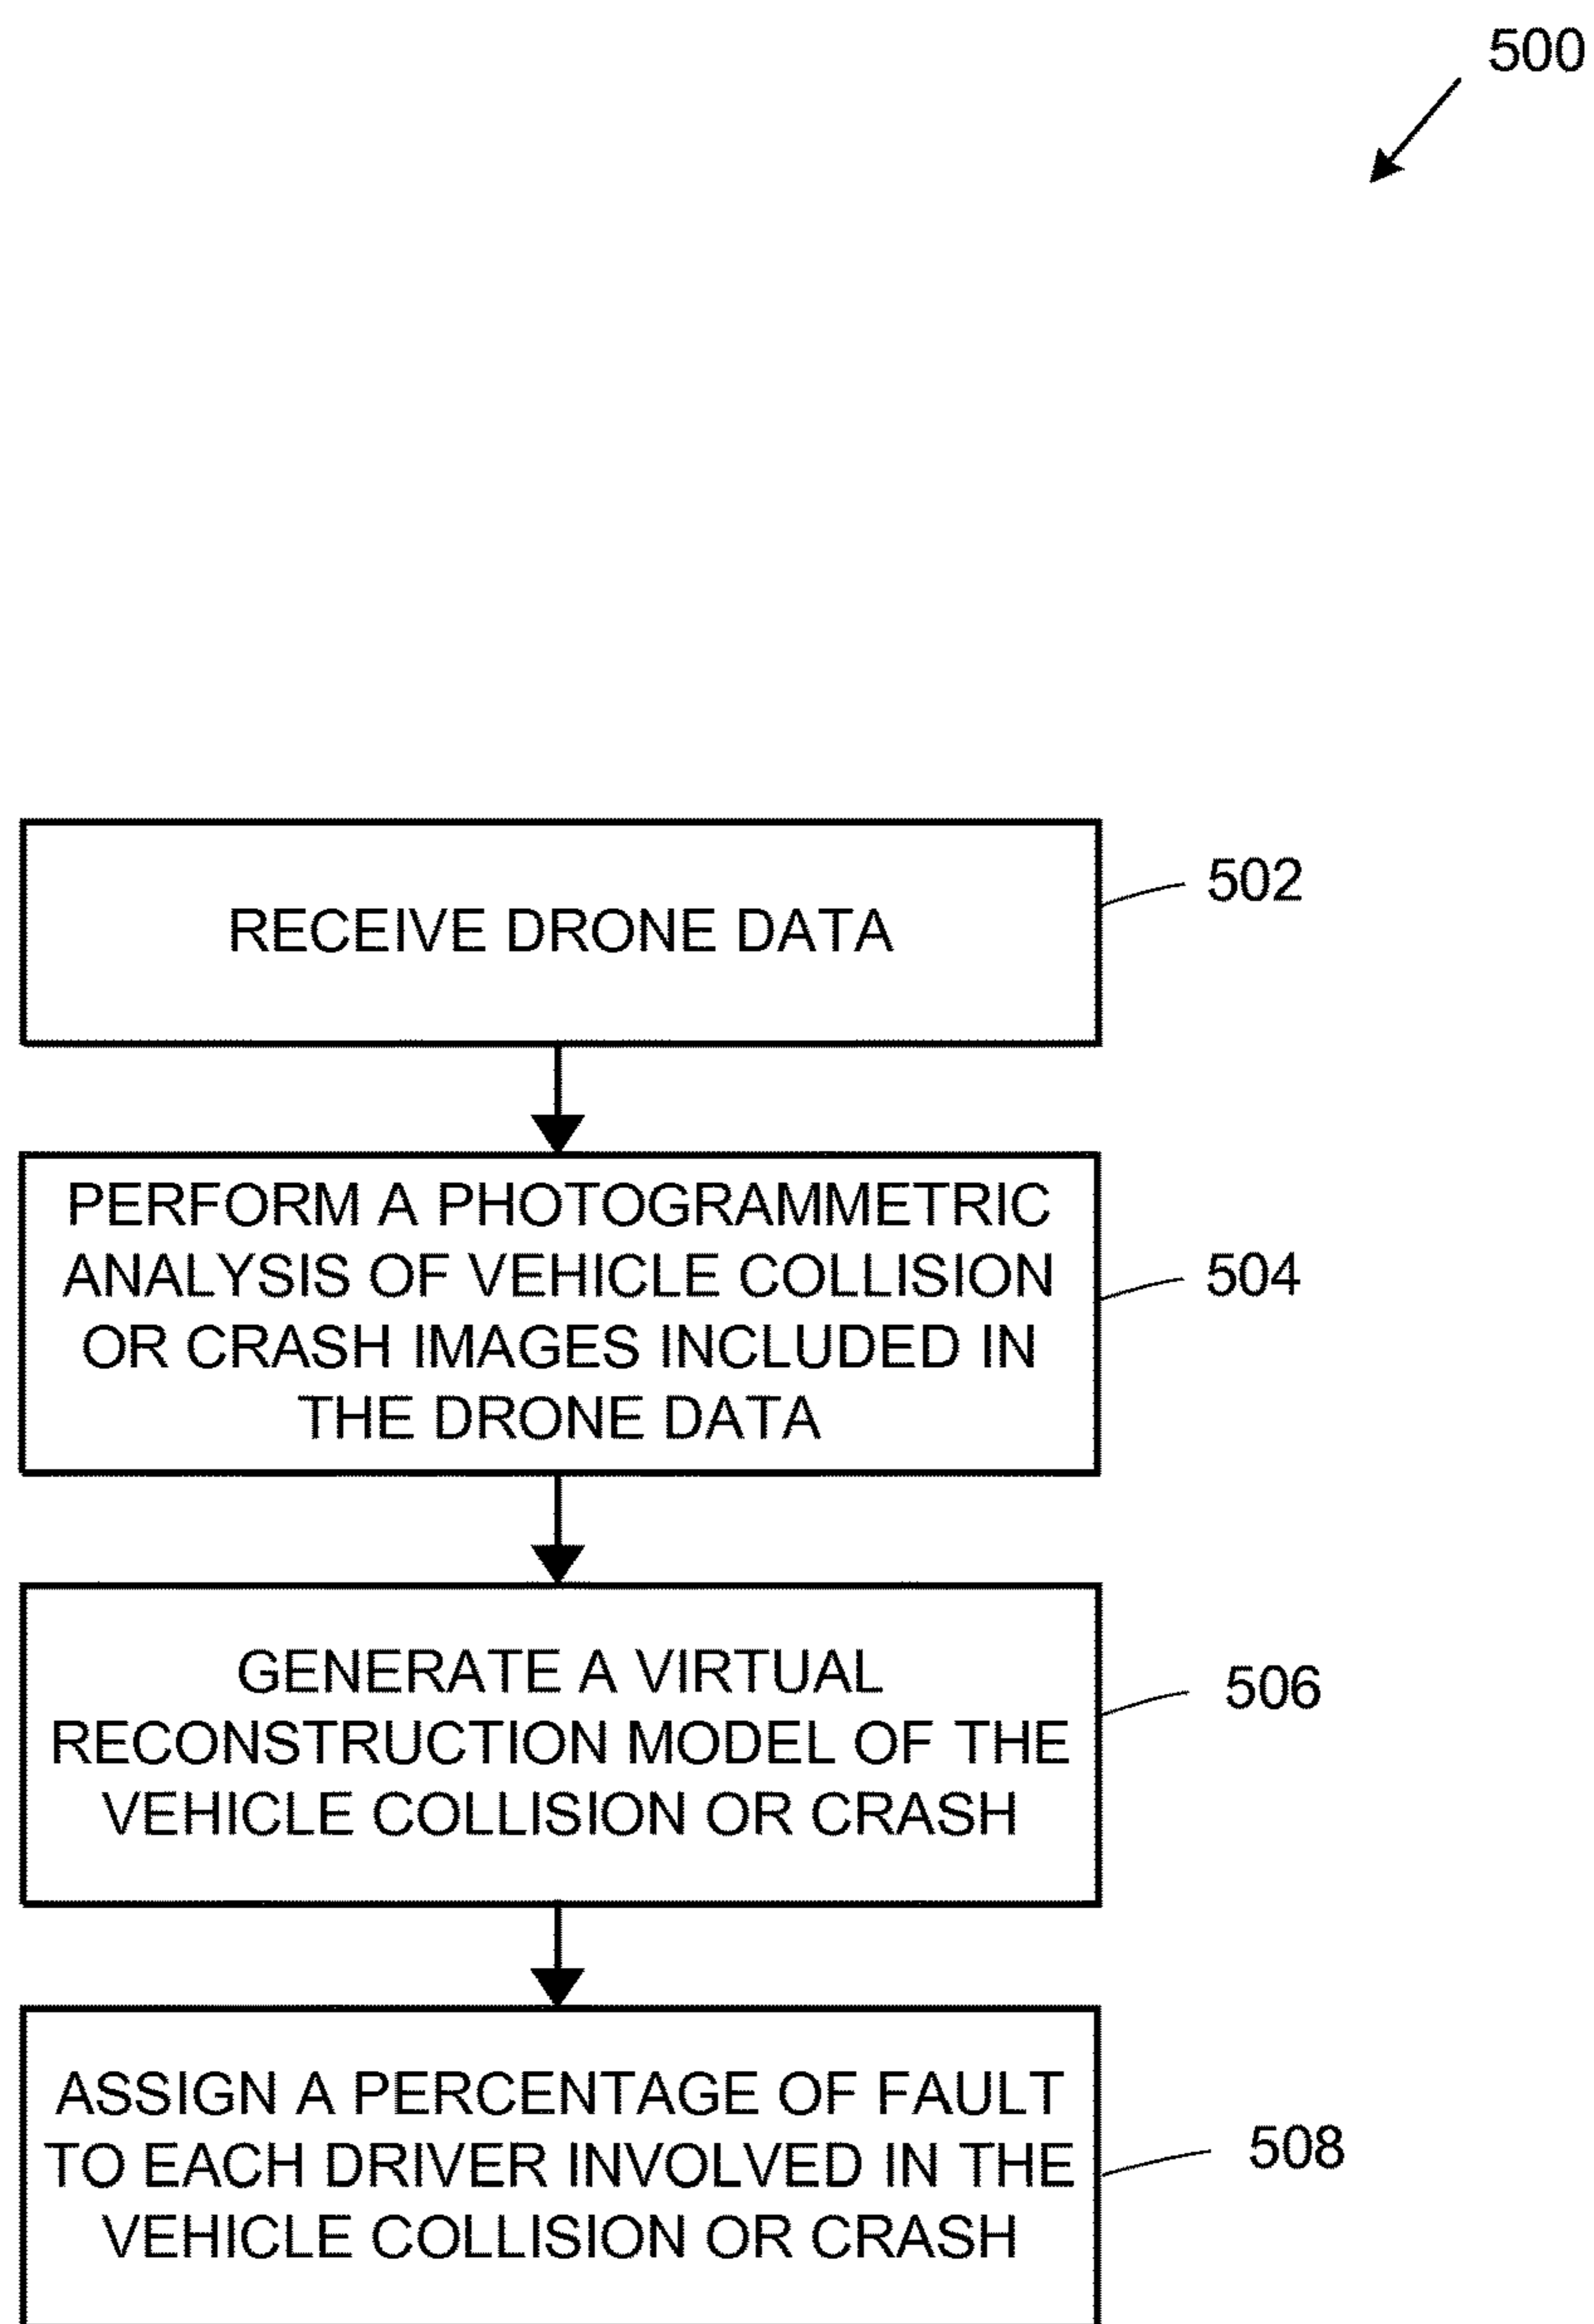 500
RECEIVE DRONE DATA
502
PERFORM A PHOTOGRAMMETRIC
ANALYSIS OF VEHICLE COLLISION
OR CRASH IMAGES INCLUDED IN
THE DRONE DATA
504
GENERATE A VIRTUAL
RECONSTRUCTION MODEL OF THE
VEHICLE COLLISION OR CRASH
506
ASSIGN A PERCENTAGE OF FAULT
TO EACH DRIVER INVOLVED IN THE
VEHICLE COLLISION OR CRASH
508